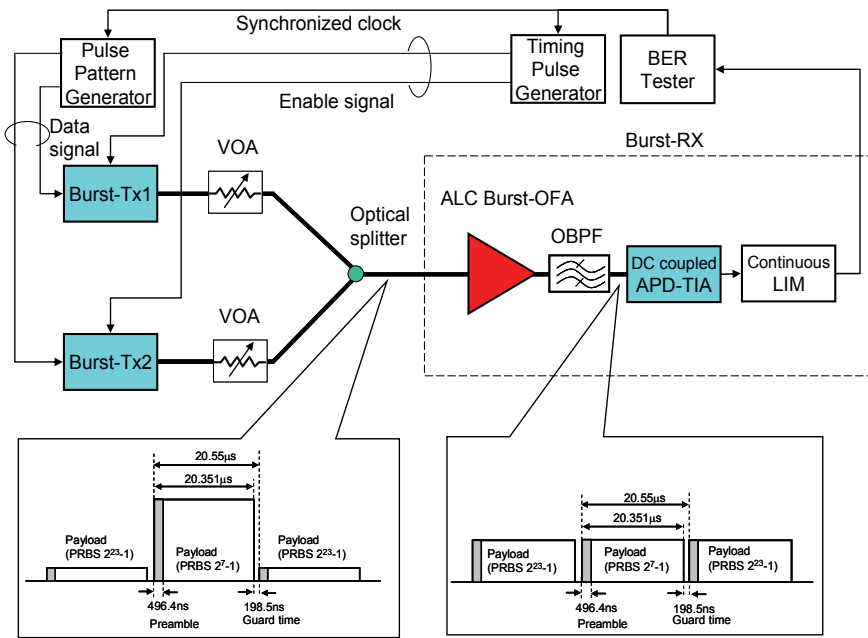 Synchronized clock
Pulse
Pattern
Generator
Timing
Pulse
Generator
BER
Tester
Enable signal
Data
signal
Burst-RX
VOA
Burst-Tx1
Optical
splitter
ALC Burst-OFA
OBPF
DC coupled
APD-TIA
Continuous
LIM
VOA
Burst-Tx2
20.55μs
20.351μs
Payload
(PRBS 2²³-1)
Payload
(PRBS 2⁷-1)
Payload
(PRBS 2²³-1)
496.4ns
Preamble
198.5ns
Guard time
20.55μs
20.351μs
Payload
(PRBS 2²³-1)
Payload
(PRBS 2⁷-1)
Payload
(PRBS 2²³-1)
496.4ns
Preamble
198.5ns
Guard time